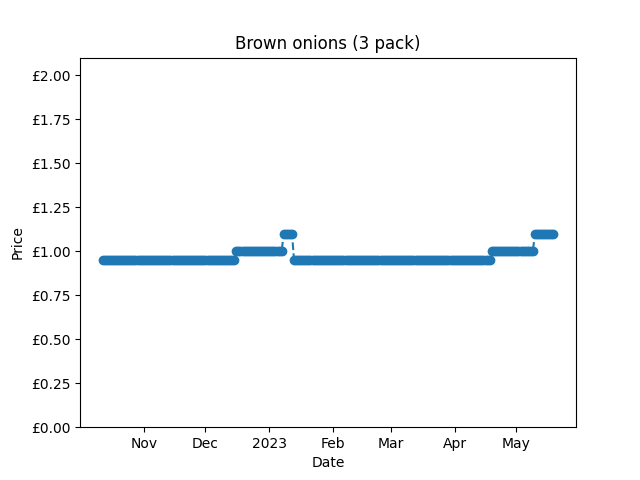 Brown onions (3 pack)
£2.00
£1.75
£1.50
£1.25
£1.00
£0.75
£0.50
£0.25
£0.00
Price
Nov Dec 2023 Feb Mar Apr May
Date